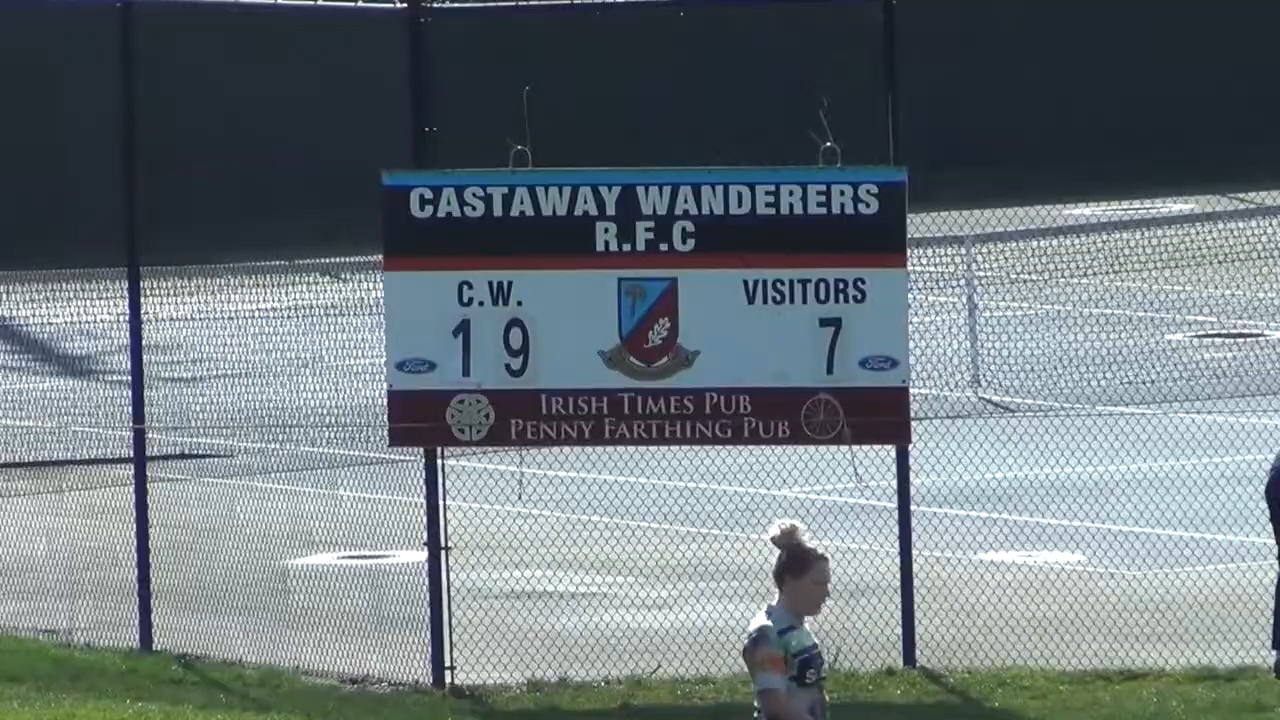 CASTAWAY WANDERERS
R.F.C
C.W. VISITORS
19 7
Ford Ford
IRISH TIMES PUB
PENNY FARTHING PUB